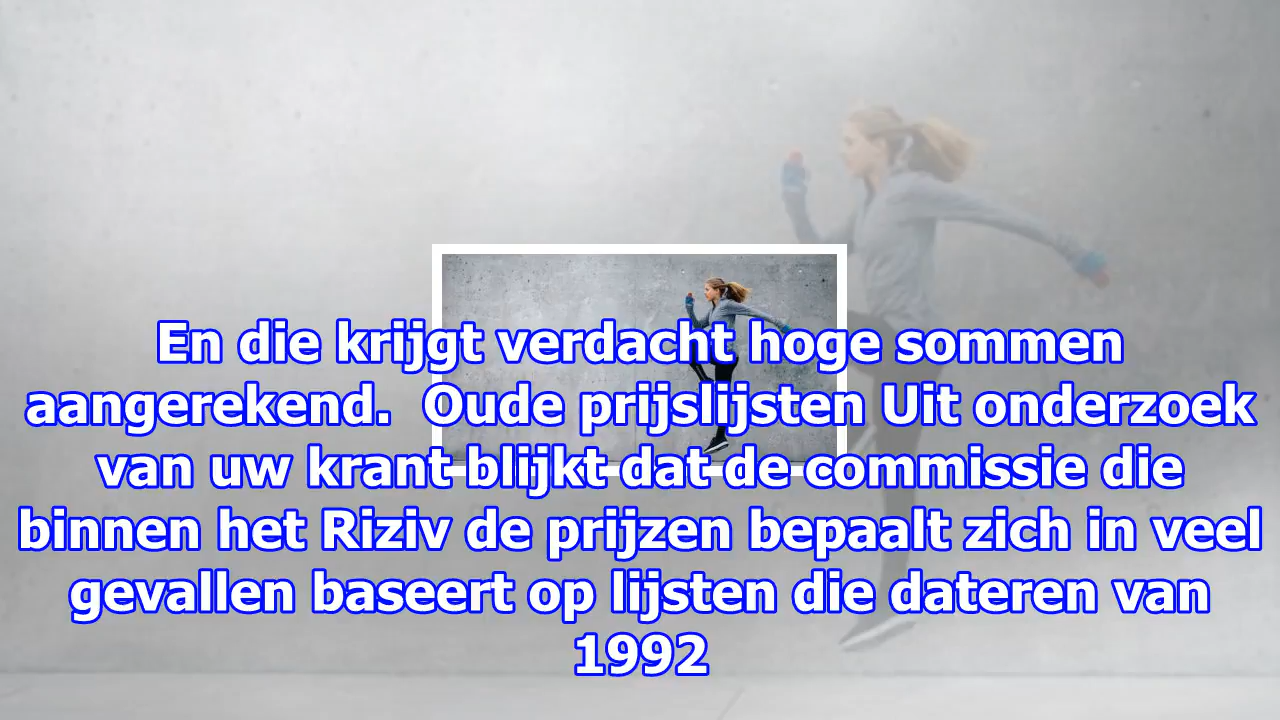 En die krijgt verdacht hoge sommen
aangerekend.  Oude prijslijsten Uit onderzoek
van uw krant blijkt dat de commissie die
binnen het Riziv de prijzen bepaalt zich in veel
gevallen baseert op lijsten die dateren van
1992